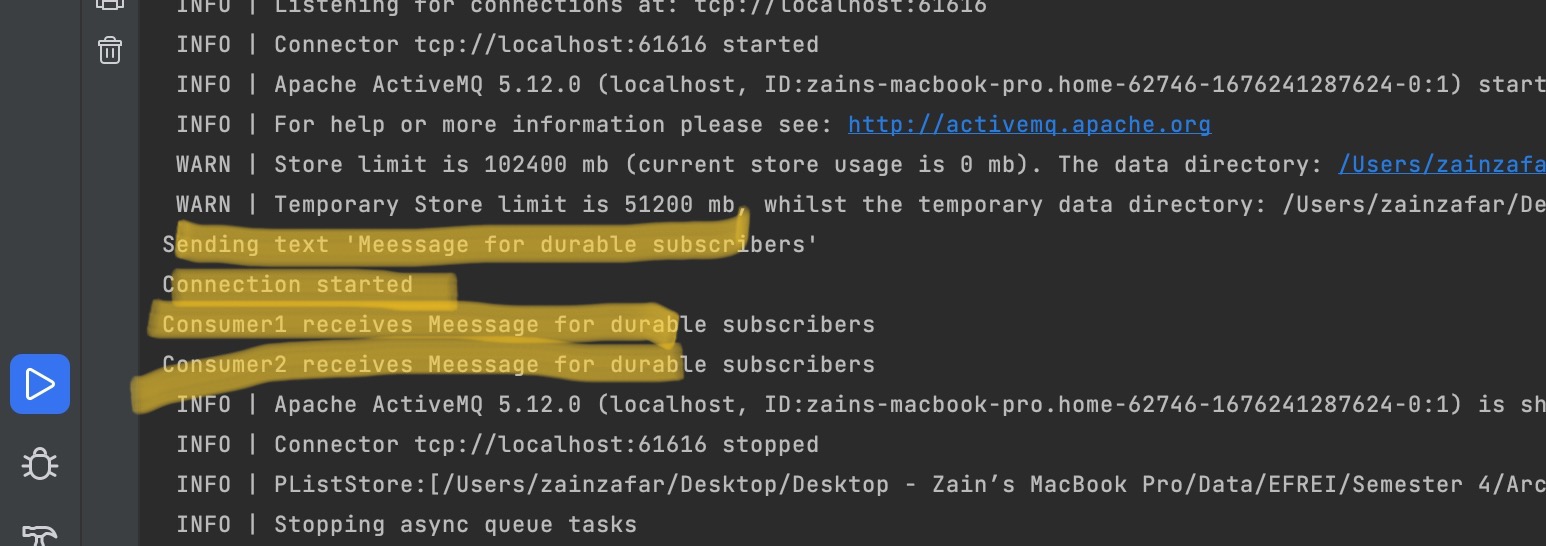 INFO | Listening for connections at: tcp://localhost:61616
INFO | Connector tcp://localhost:61616 started
INFO | Apache ActiveMQ 5.12.0 (localhost, ID:zains-macbook-pro.home-62746-1676241287624-0:1) start
INFO | For help or more information please see: http://activemq.apache.org
WARN | Store limit is 102400 mb (current store usage is 0 mb). The data directory: /Users/zainzafa
WARN | Temporary Store limit is 51200 mb, whilst the temporary data directory: /Users/zainzafar/De
Sending text 'Meessage for durable subscribers'
Connection started
Consumer1 receives Meessage for durable subscribers
Consumer2 receives Meessage for durable subscribers
INFO | Apache ActiveMQ 5.12.0 (localhost, ID:zains-macbook-pro.home-62746-1676241287624-0:1) is sh
INFO | Connector tcp://localhost:61616 stopped
INFO | PListStore:[/Users/zainzafar/Desktop/Desktop - Zain’s MacBook Pro/Data/EFREI/Semester 4/Arc
INFO | Stopping async queue tasks